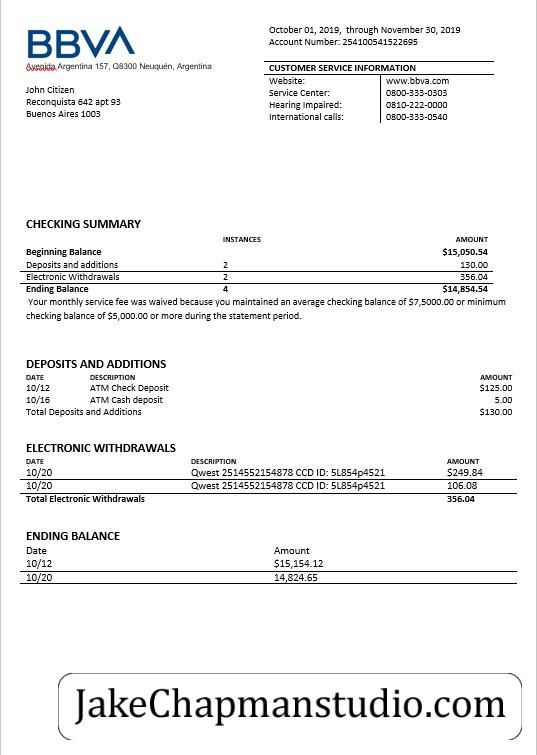 BBVA
Avenida Argentina 157, Q8300 Neuquén, Argentina
October 01, 2019, through November 30, 2019
Account Number: 254100541522695
CUSTOMER SERVICE INFORMATION
Website: www.bbva.com
Service Center: 0800-333-0303
Hearing Impaired: 0810-222-0000
International calls: 0800-333-0540
John Citizen
Reconquista 642 apt 93
Buenos Aires 1003
CHECKING SUMMARY
INSTANCES AMOUNT
Beginning Balance $15,050.54
Deposits and additions 2 130.00
Electronic Withdrawals 2 356.04
Ending Balance 4 $14,854.54
Your monthly service fee was waived because you maintained an average checking balance of $7,5000.00 or minimum
checking balance of $5,000.00 or more during the statement period.
DEPOSITS AND ADDITIONS
DATE DESCRIPTION AMOUNT
10/12 ATM Check Deposit $125.00
10/16 ATM Cash deposit 5.00
Total Deposits and Additions $130.00
ELECTRONIC WITHDRAWALS
DATE DESCRIPTION AMOUNT
10/20 Qwest 2514552154878 CCD ID: 5L854p4521 $249.84
10/20 Qwest 2514552154878 CCD ID: 5L854p4521 106.08
Total Electronic Withdrawals 356.04
ENDING BALANCE
Date Amount
10/12 $15,154.12
10/20 14,824.65
JakeChapmanstudio.com